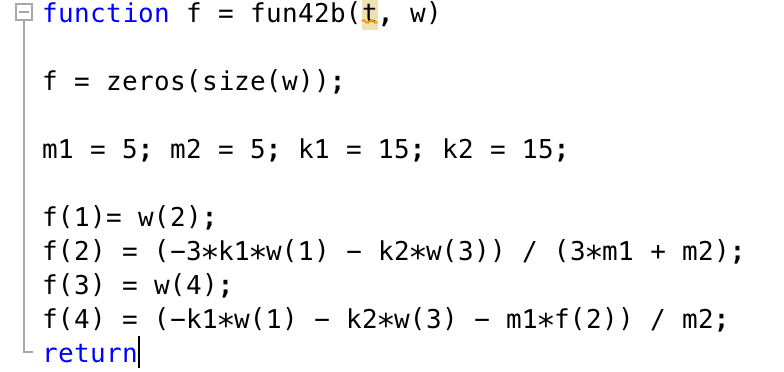 function f = fun42b(t, w)
f = zeros(size(w));
m1 = 5; m2 = 5; k1 = 15; k2 = 15;
f(1)= w(2);
f(2) = (-3*k1*w(1) - k2*w(3)) / (3*m1 + m2);
f(3) = w(4);
f(4) = (-k1*w(1) - k2*w(3) - m1*f(2)) / m2;
return